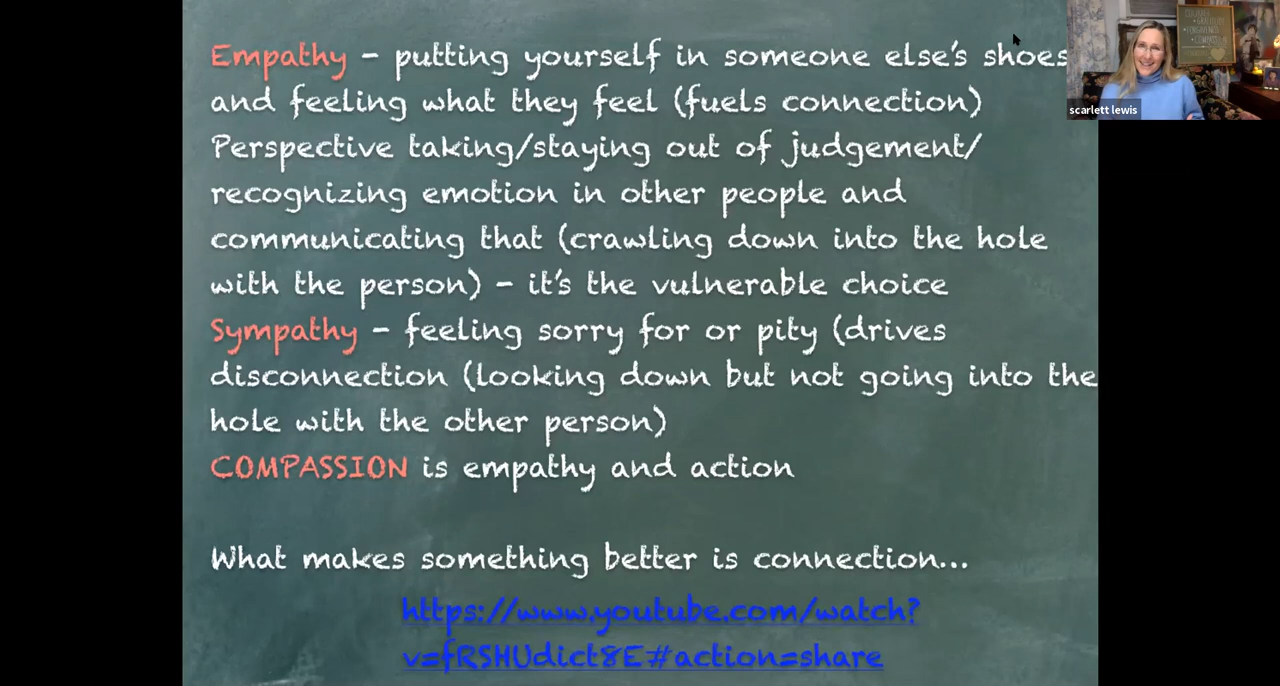 Empathy - putting yourself in someone else's shoes
and feeling what they feel (fuels connection)
Perspective taking/staying out of judgement/
recognizing emotion in other people and
communicating that (crawling down into the hole
with the person) - it's the vulnerable choice
Sympathy - feeling sorry for or pity (drives
disconnection (looking down but not going into the
hole with the other person)
COMPASSION is empathy and action
What makes something better is connection...
https://www.youtube.com/watch?
v=fRSHUdict8E#action=share
scarlett lewis